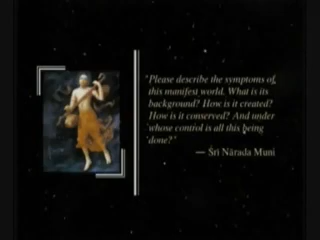 "Please describe the symptoms of
this manifest world. What is its
background? How is it created?
How is it conserved? And under
whose control is all this being
done?"
— Śrī Nārada Muni